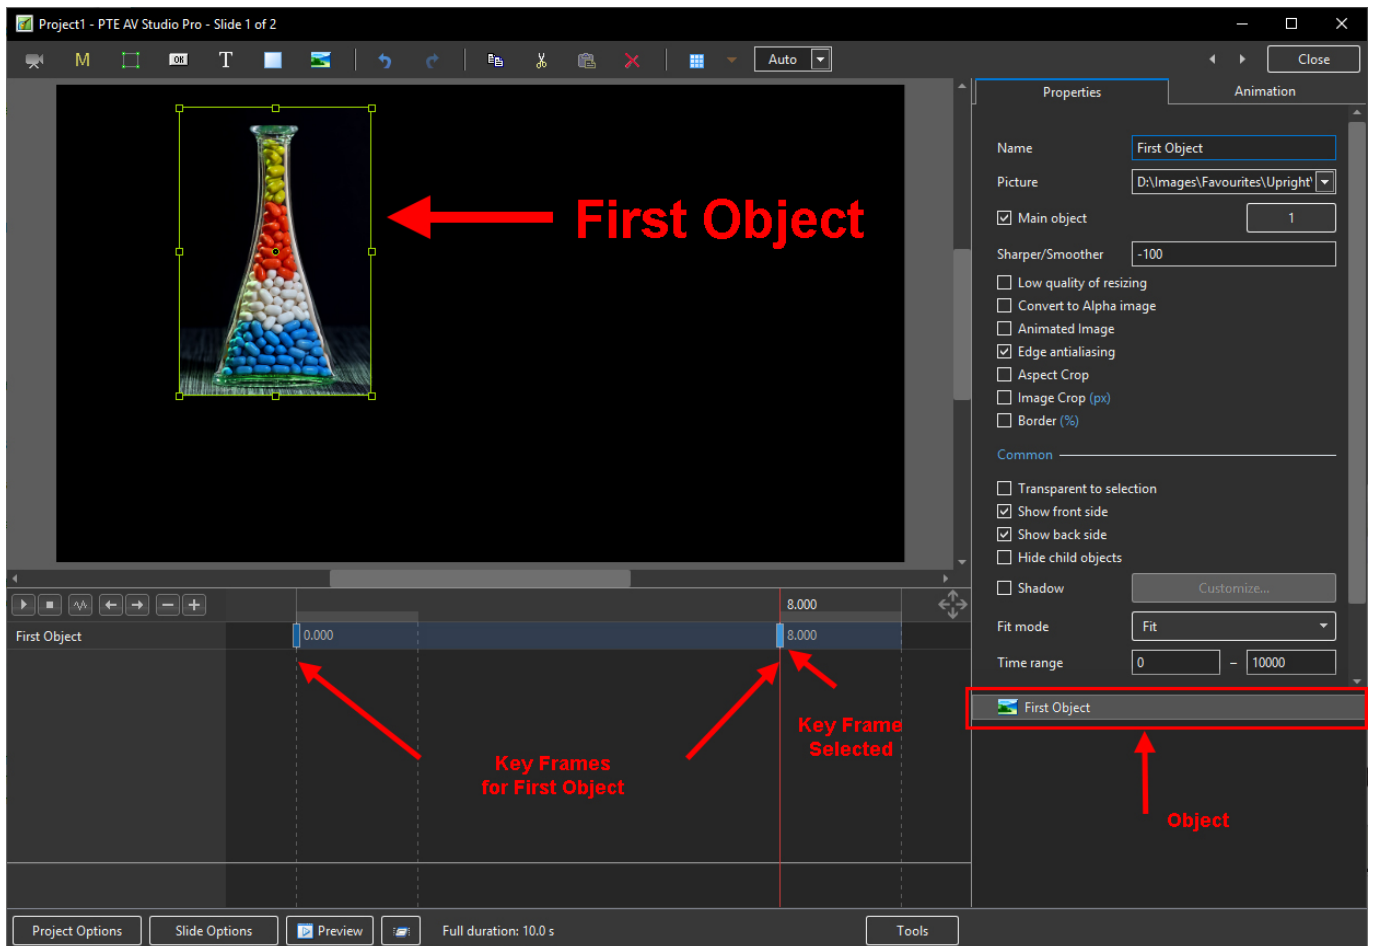 Project1 - PTE AV Studio Pro - Slide 1 of 2
M OK T Auto Close
Properties Animation
Name First Object
Picture D:\Images\Favourites\Upright\
Main object 1
Sharper/Smoother -100
Low quality of resizing
Convert to Alpha image
Animated Image
Edge antialiasing
Aspect Crop
Image Crop (px)
Border (%)
Common
Transparent to selection
Show front side
Show back side
Hide child objects
Shadow Customize...
Fit mode Fit
Time range 0 – 10000
First Object
Object
First Object
8.000
First Object 0.000 8.000
Key Frame
Selected
Key Frames
for First Object
Project Options Slide Options Preview Full duration: 10.0 s Tools